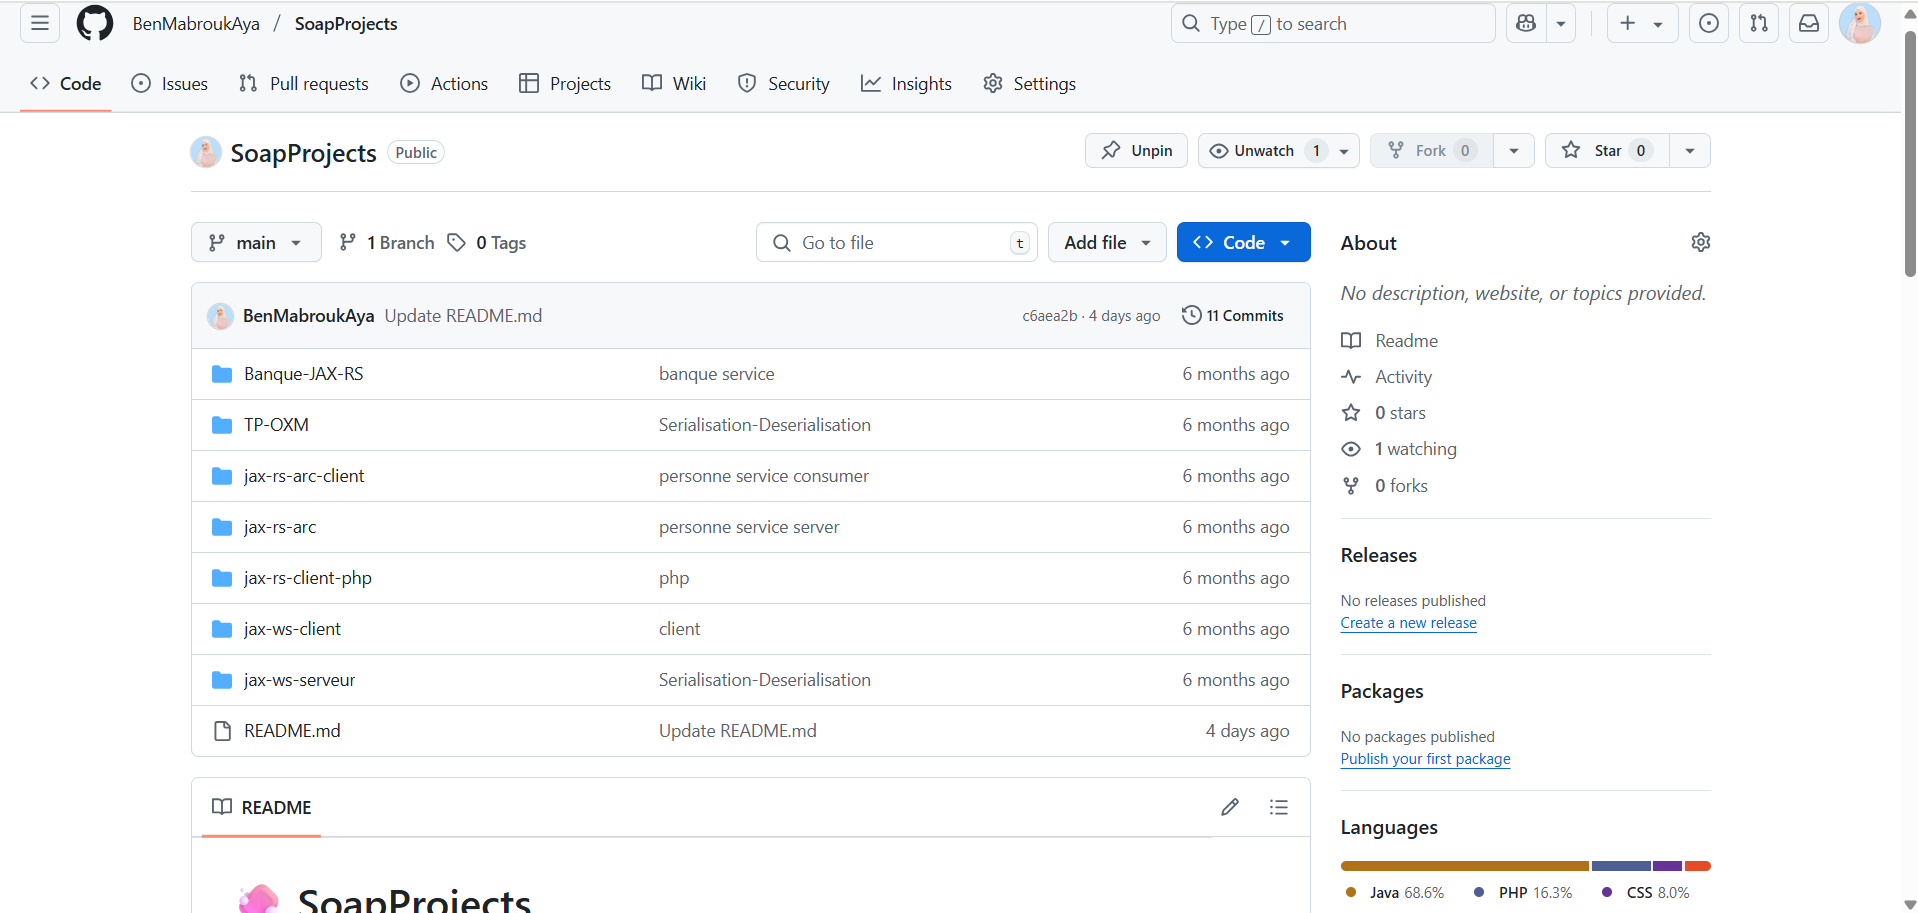 BenMabroukAya / SoapProjects
Type / to search
Code Issues Pull requests Actions Projects Wiki Security Insights Settings
SoapProjects Public
Unpin Unwatch 1 Fork 0 Star 0
main 1 Branch 0 Tags
Go to file t Add file Code
BenMabroukAya Update README.md c6aea2b · 4 days ago 11 Commits
Banque-JAX-RS banque service 6 months ago
TP-OXM Serialisation-Deserialisation 6 months ago
jax-rs-arc-client personne service consumer 6 months ago
jax-rs-arc personne service server 6 months ago
jax-rs-client-php php 6 months ago
jax-ws-client client 6 months ago
jax-ws-serveur Serialisation-Deserialisation 6 months ago
README.md Update README.md 4 days ago
README
SoapProjects
About
No description, website, or topics provided.
Readme
Activity
0 stars
1 watching
0 forks
Releases
No releases published
Create a new release
Packages
No packages published
Publish your first package
Languages
Java 68.6% PHP 16.3% CSS 8.0%